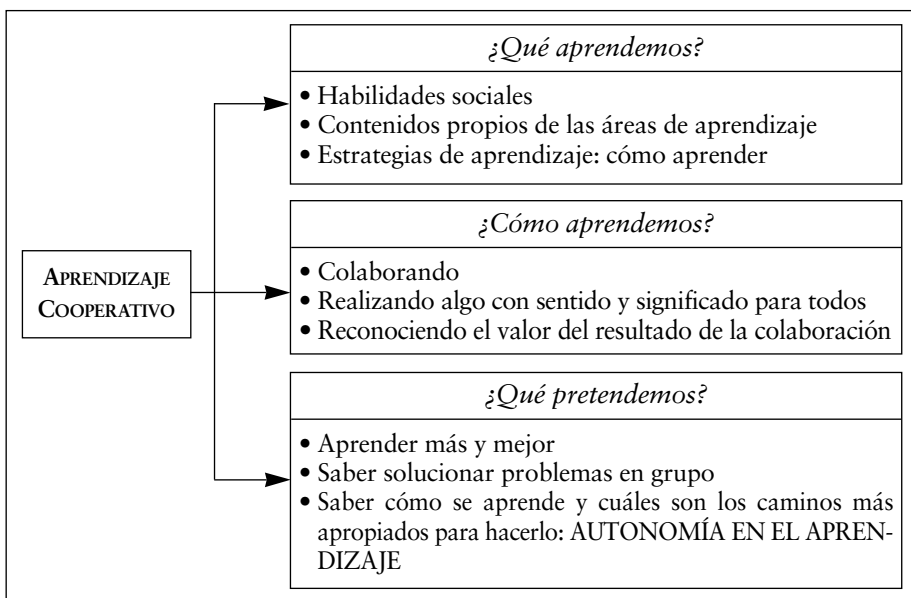 ¿Qué aprendemos?
• Habilidades sociales
• Contenidos propios de las áreas de aprendizaje
• Estrategias de aprendizaje: cómo aprender
APRENDIZAJE
COOPERATIVO
¿Cómo aprendemos?
• Colaborando
• Realizando algo con sentido y significado para todos
• Reconociendo el valor del resultado de la colaboración
¿Qué pretendemos?
• Aprender más y mejor
• Saber solucionar problemas en grupo
• Saber cómo se aprende y cuáles son los caminos más
apropiados para hacerlo: AUTONOMÍA EN EL APREN-
DIZAJE